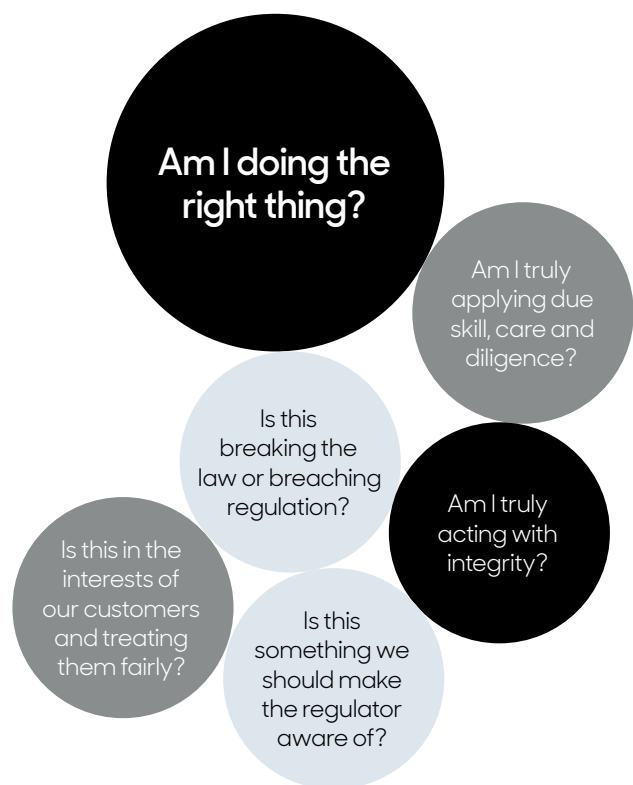 Am I doing the
right thing?
Am I truly
applying due
skill, care and
diligence?
Is this
breaking the
law or breaching
regulation?
Am I truly
acting with
integrity?
Is this in the
interests of
our customers
and treating
them fairly?
Is this
something we
should make
the regulator
aware of?